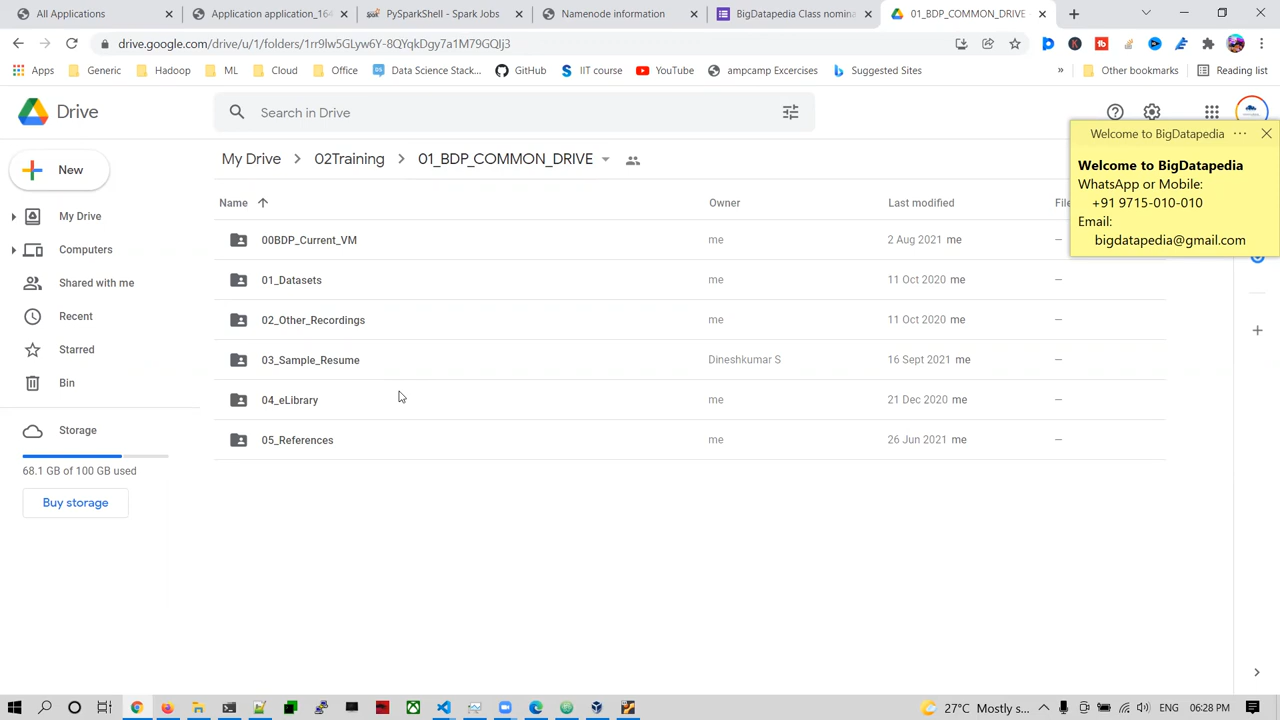 All Applications
Application application_164
PySparkShell - Spark Jobs
Namenode information
BigDatapedia Class nomina
01_BDP_COMMON_DRIVE
drive.google.com/drive/u/1/folders/1rr9lw5GLyw6Y-8QYqkDgy7a1M79GQIj3
Apps
Generic
Hadoop
ML
Cloud
Office
Data Science Stack...
GitHub
IIT course
YouTube
ampcamp Excercises
Suggested Sites
»
Other bookmarks
Reading list
Drive
Search in Drive
New
My Drive
Computers
Shared with me
Recent
Starred
Bin
Storage
68.1 GB of 100 GB used
Buy storage
My Drive > 02Training > 01_BDP_COMMON_DRIVE
Name Owner Last modified File
00BDP_Current_VM me 2 Aug 2021 me —
01_Datasets me 11 Oct 2020 me —
02_Other_Recordings me 11 Oct 2020 me —
03_Sample_Resume Dineshkumar S 16 Sept 2021 me —
04_eLibrary me 21 Dec 2020 me —
05_References me 26 Jun 2021 me —
Welcome to BigDatapedia
Welcome to BigDatapedia
WhatsApp or Mobile:
+91 9715-010-010
Email:
bigdatapedia@gmail.com
27°C Mostly s...
ENG
06:28 PM